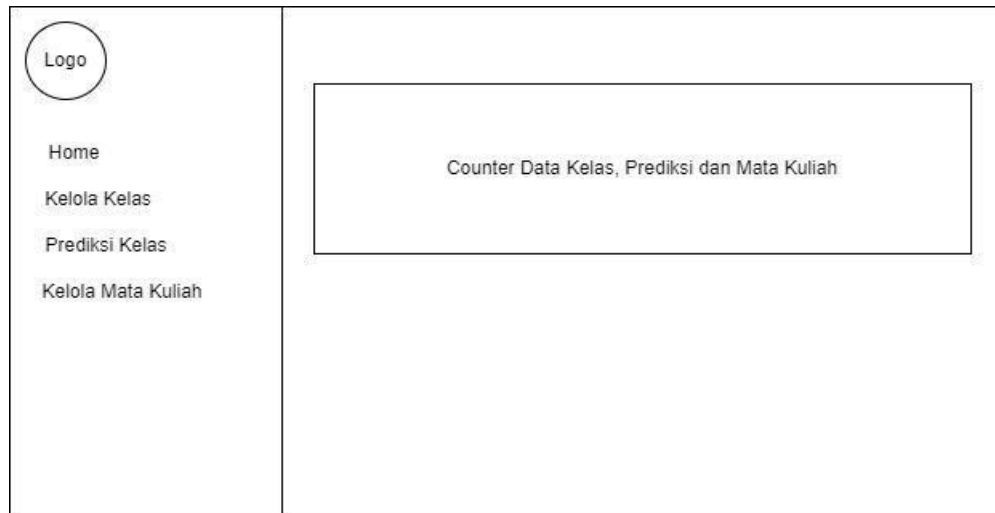 Logo
Home
Kelola Kelas
Prediksi Kelas
Kelola Mata Kuliah
Counter Data Kelas, Prediksi dan Mata Kuliah